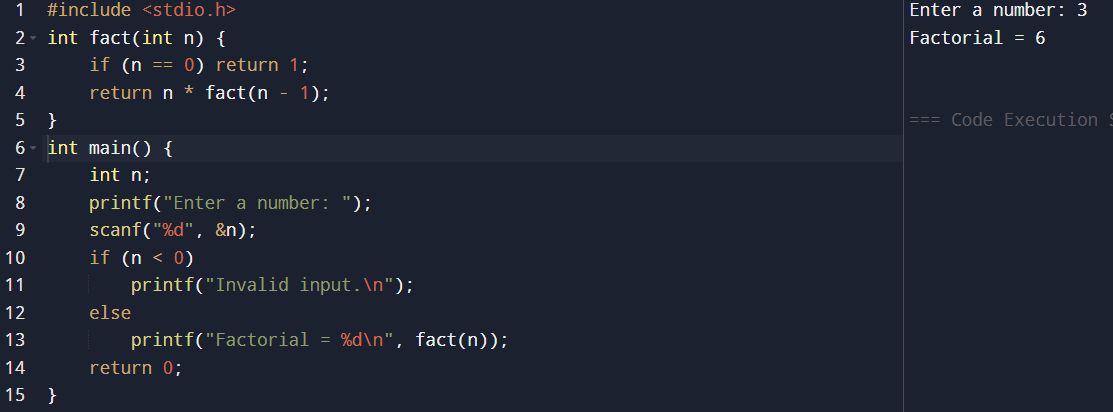 1 #include <stdio.h>
2 int fact(int n) {
3     if (n == 0) return 1;
4     return n * fact(n - 1);
5 }
6 int main() {
7     int n;
8     printf("Enter a number: ");
9     scanf("%d", &n);
10     if (n < 0)
11         printf("Invalid input.\n");
12     else
13         printf("Factorial = %d\n", fact(n));
14     return 0;
15 }
Enter a number: 3
Factorial = 6
=== Code Execution